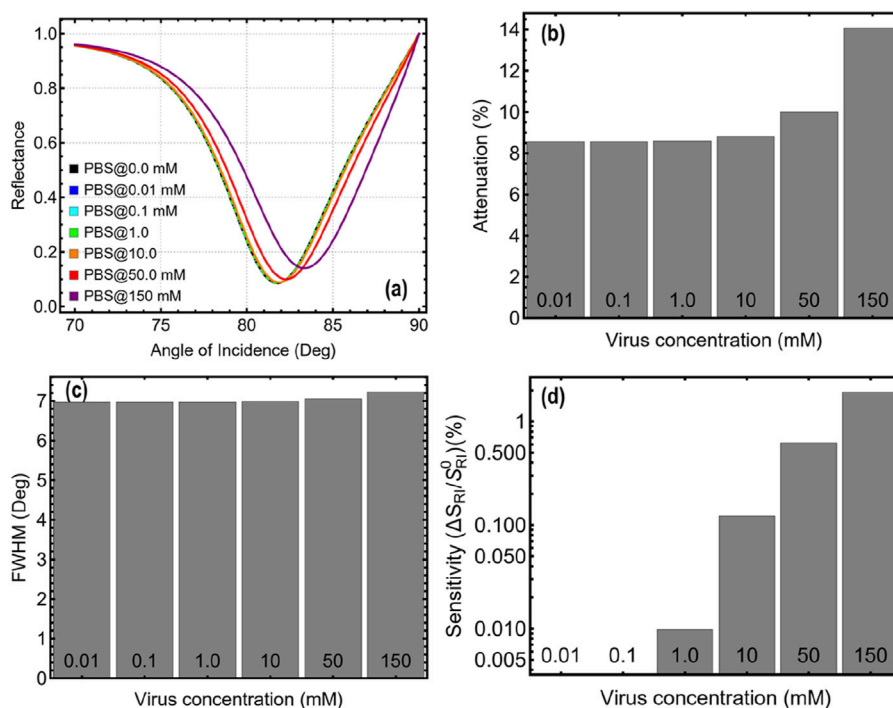 1.0
0.8
0.6
0.4
0.2
0.0
Reflectance
PBS@0.0 mM
PBS@0.01 mM
PBS@0.1 mM
PBS@1.0
PBS@10.0
PBS@50.0 mM
PBS@150 mM
(a)
70 75 80 85 90
Angle of Incidence (Deg)
(b)
14
12
10
8
6
4
2
0
Attenuation (%)
0.01 0.1 1.0 10 50 150
Virus concentration (mM)
(c)
7
6
5
4
3
2
1
0
FWHM (Deg)
0.01 0.1 1.0 10 50 150
Virus concentration (mM)
(d)
1
0.500
0.100
0.050
0.010
0.005
Sensitivity (ΔS_RI/S⁰_RI)(%)
0.01 0.1 1.0 10 50 150
Virus concentration (mM)